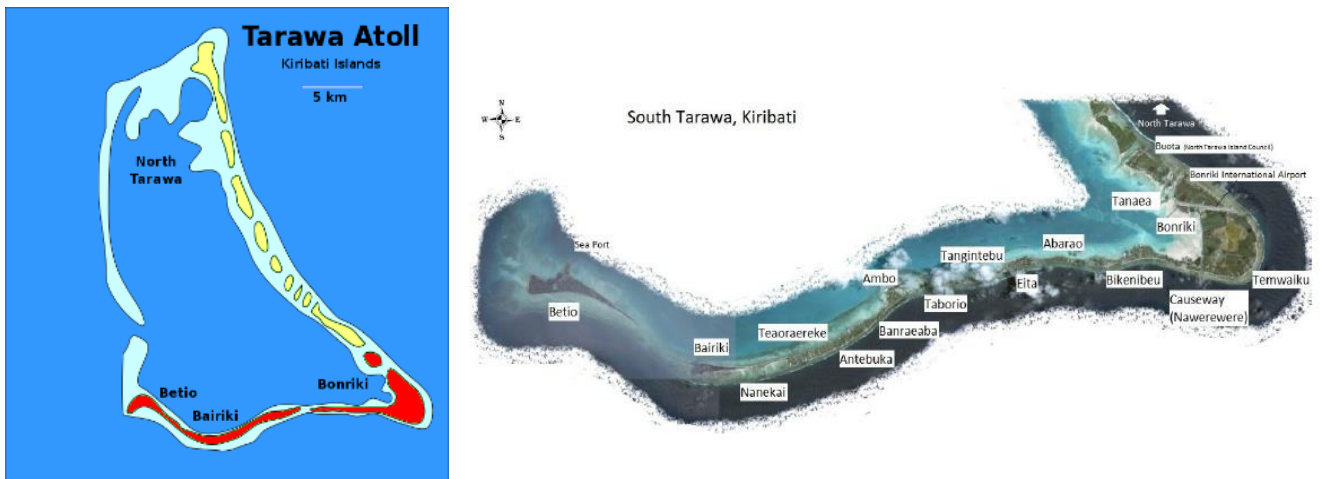 Tarawa Atoll
Kiribati Islands
5 km
North
Tarawa
Betio
Bairiki
Bonriki
N
W E
S
South Tarawa, Kiribati
North Tarawa
Buota (North Tarawa Island Council)
Bonriki International Airport
Tanaea
Bonriki
Sea Port
Abarao
Tangintebu
Ambo
Eita
Bikenibeu
Temwaiku
Taborio
Causeway
(Nawerewere)
Betio
Teaoraereke
Banraeaba
Bairiki
Antebuka
Nanekai